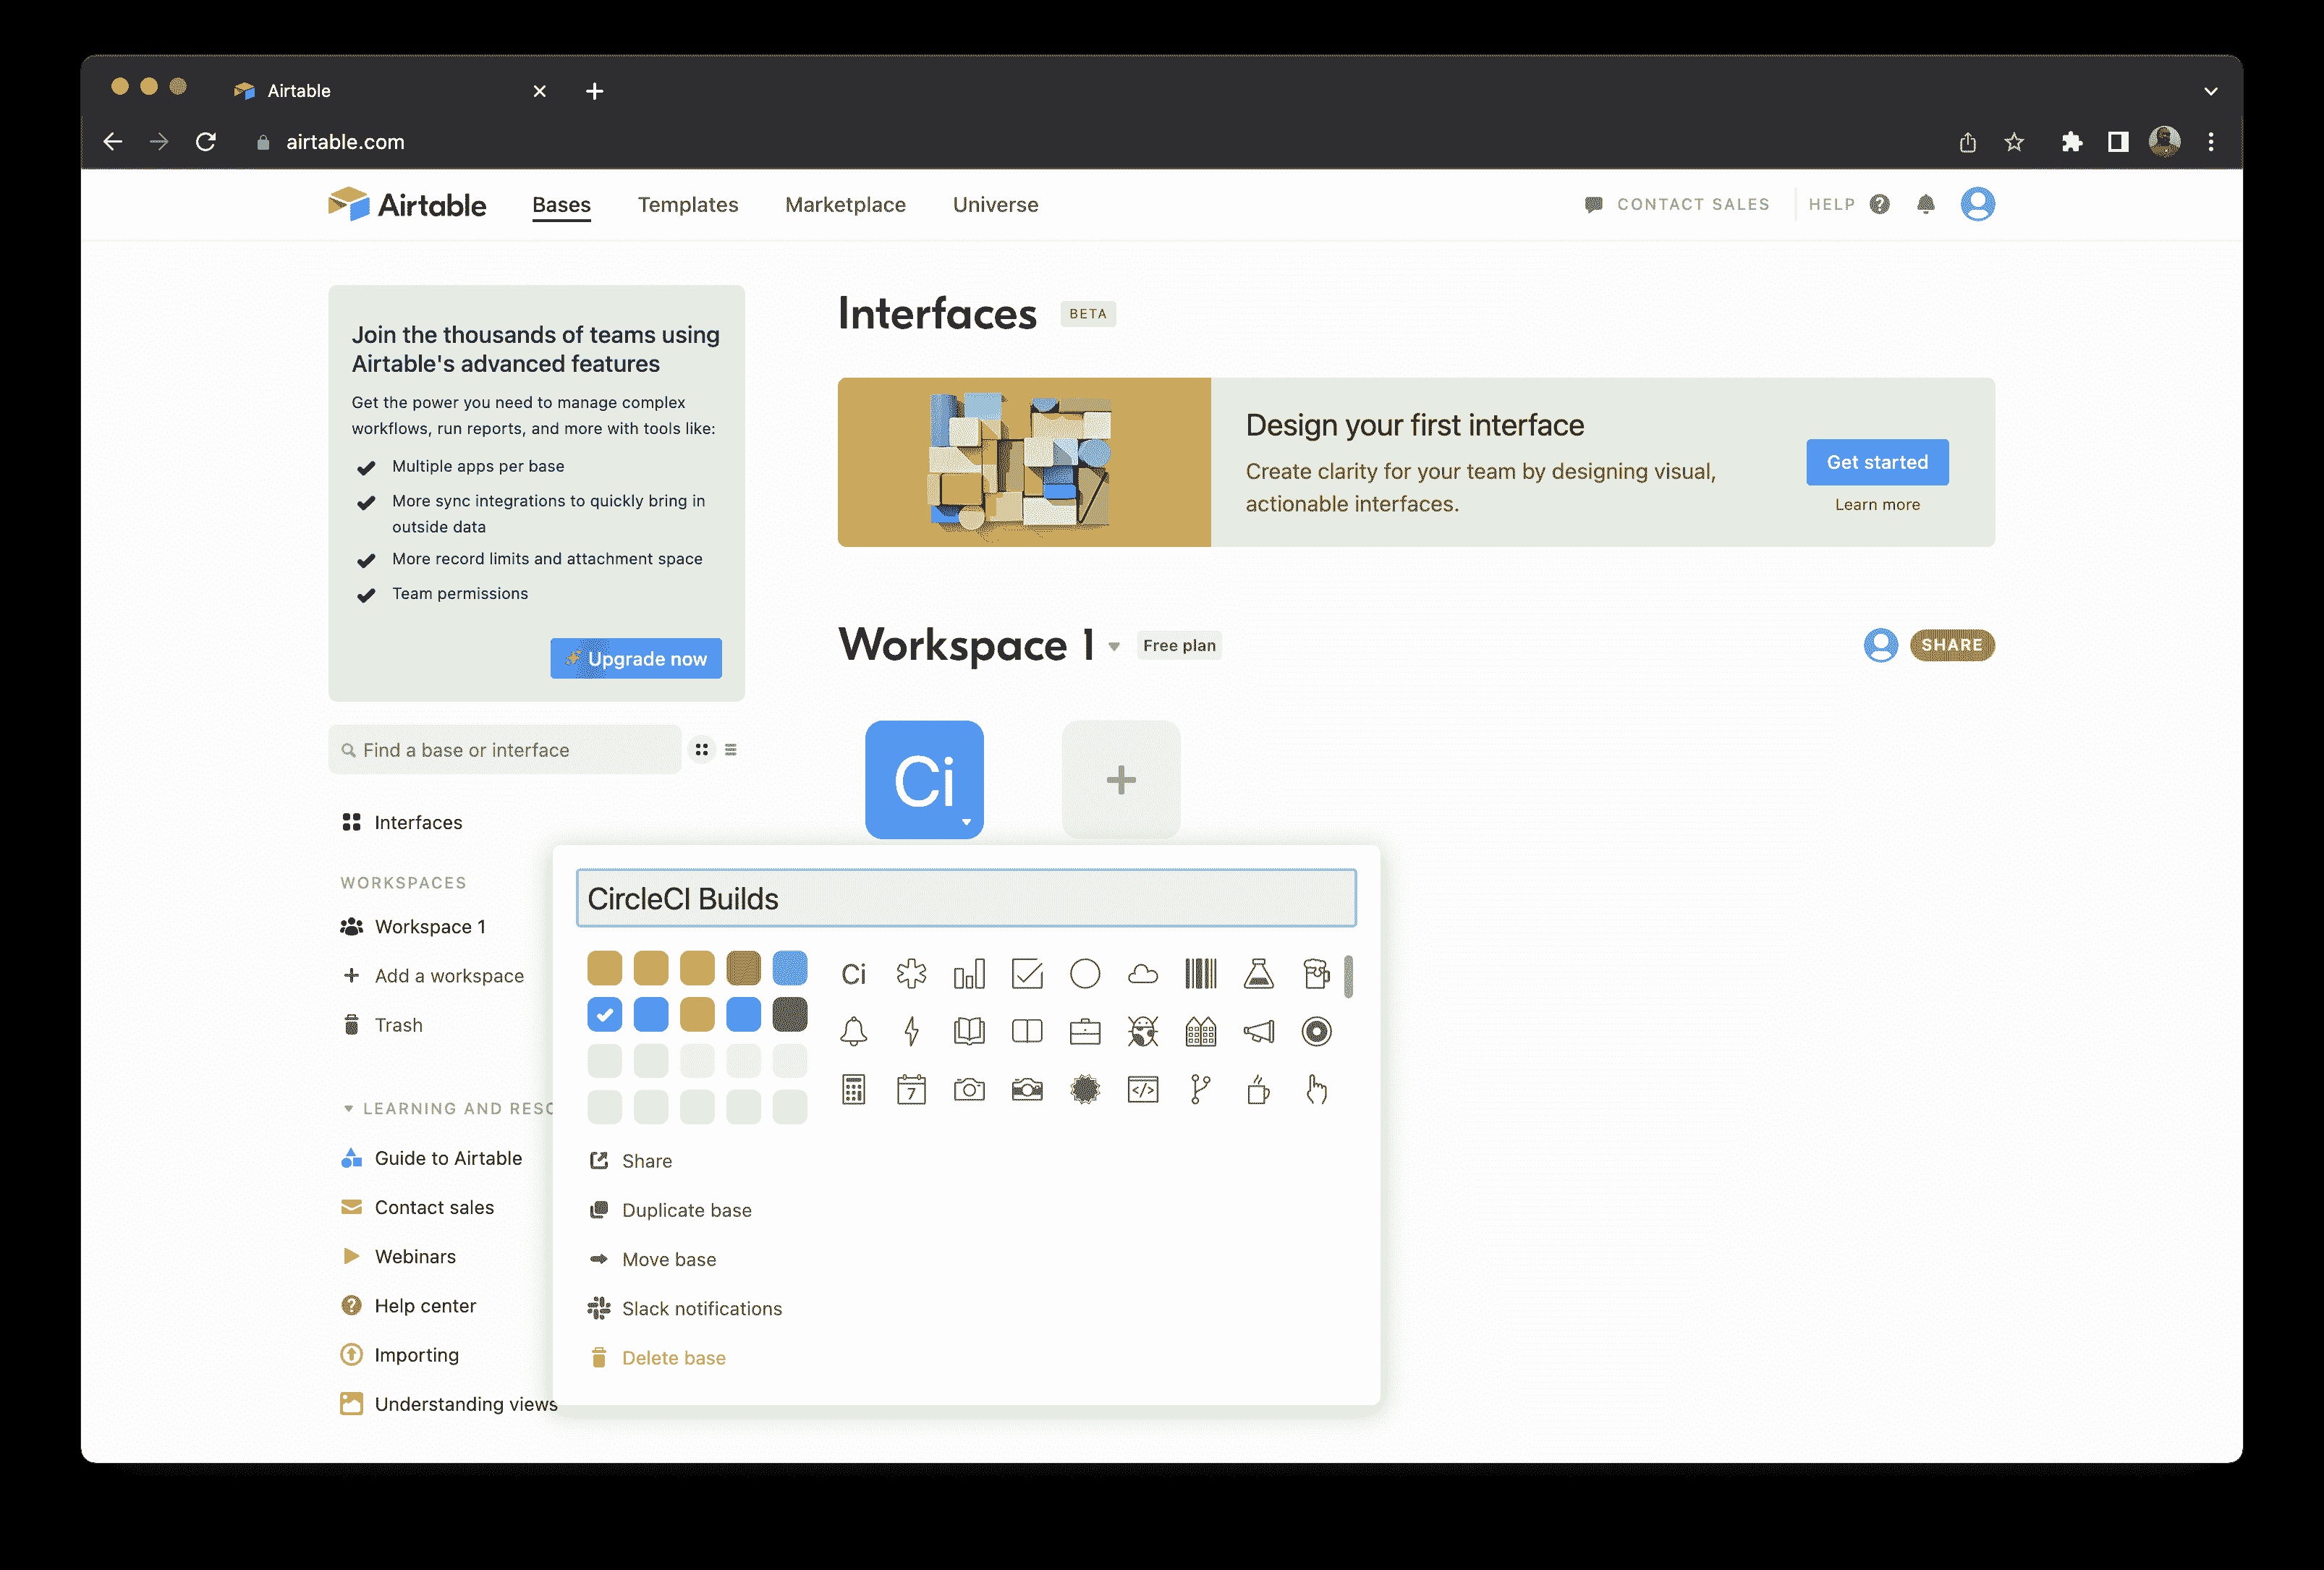 Airtable
airtable.com
Airtable
Bases
Templates
Marketplace
Universe
CONTACT SALES
HELP
Join the thousands of teams using
Airtable's advanced features
Get the power you need to manage complex
workflows, run reports, and more with tools like:
Multiple apps per base
More sync integrations to quickly bring in
outside data
More record limits and attachment space
Team permissions
Upgrade now
Find a base or interface
Interfaces
WORKSPACES
Workspace 1
Add a workspace
Trash
LEARNING AND RESO
Guide to Airtable
Contact sales
Webinars
Help center
Importing
Understanding views
Interfaces
BETA
Design your first interface
Create clarity for your team by designing visual,
actionable interfaces.
Get started
Learn more
Workspace 1
Free plan
SHARE
Ci
CircleCI Builds
Ci
7
Share
Duplicate base
Move base
Slack notifications
Delete base